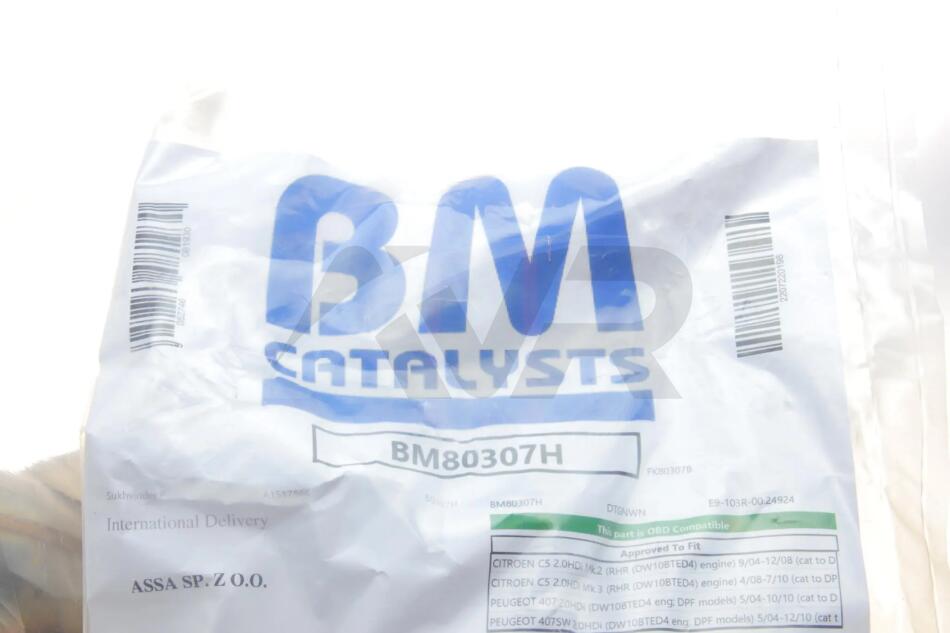 BM
CATALYSTS
BM80307H
FK80307B
Sukhvinder
BM80307H DTGNWN E9-103R-00.24924
International Delivery
This part is OBD Compatible
Approved To Fit
ASSA SP. Z O.O.
CITROEN C5 2.0HDi Mk.2 (RHR (DW10BTED4) engine) 9/04-12/08 (cat to D
CITROEN C5 2.0HDi Mk.3 (RHR (DW10BTED4) engine) 4/08-7/10 (cat to DP
PEUGEOT 407 2.0HDi (DW10BTED4 eng; DPF models) 5/04-10/10 (cat to D
PEUGEOT 407SW 2.0HDi (DW10BTED4 eng; DPF models) 5/04-12/10 (cat t
081930
2207220198